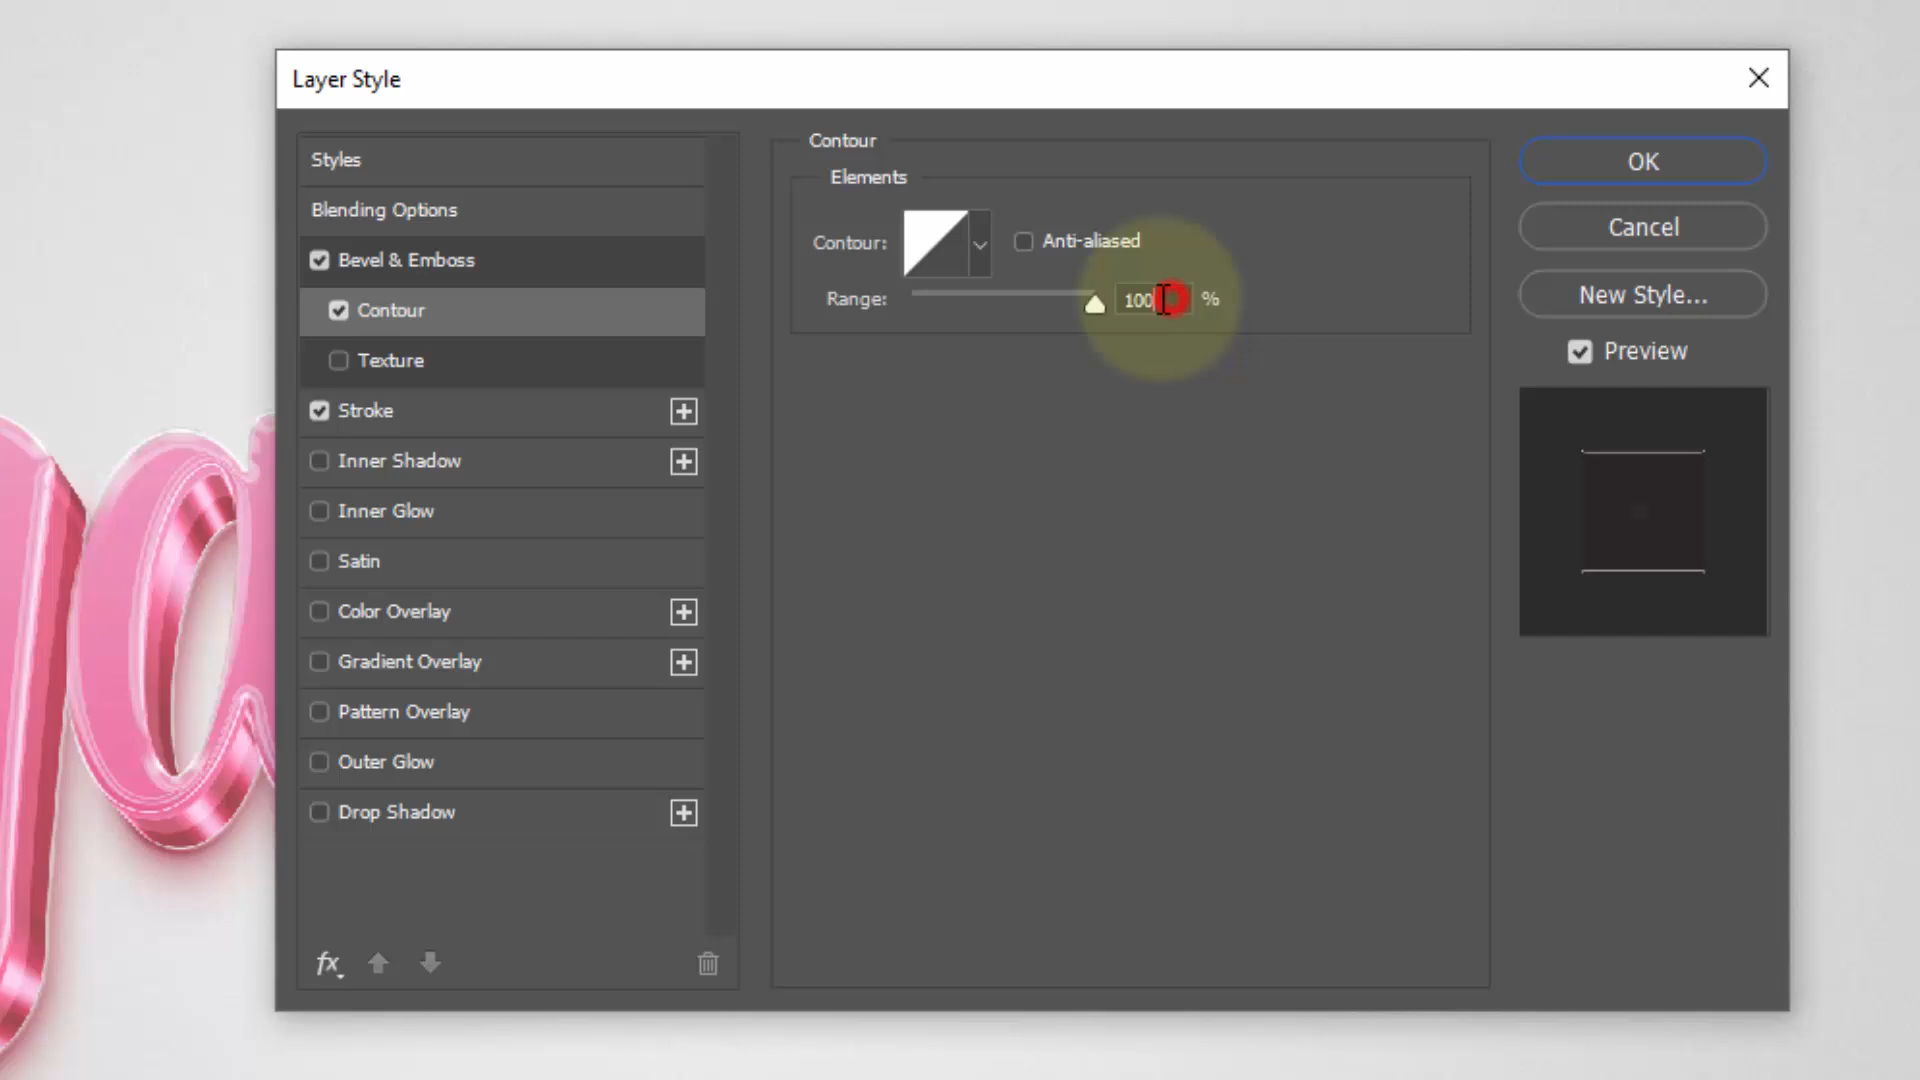 Layer Style
Styles
Blending Options
Bevel & Emboss
Contour
Texture
Stroke
Inner Shadow
Inner Glow
Satin
Color Overlay
Gradient Overlay
Pattern Overlay
Outer Glow
Drop Shadow
fx
Contour
Elements
Contour:
Anti-aliased
Range: 100 %
OK
Cancel
New Style...
Preview